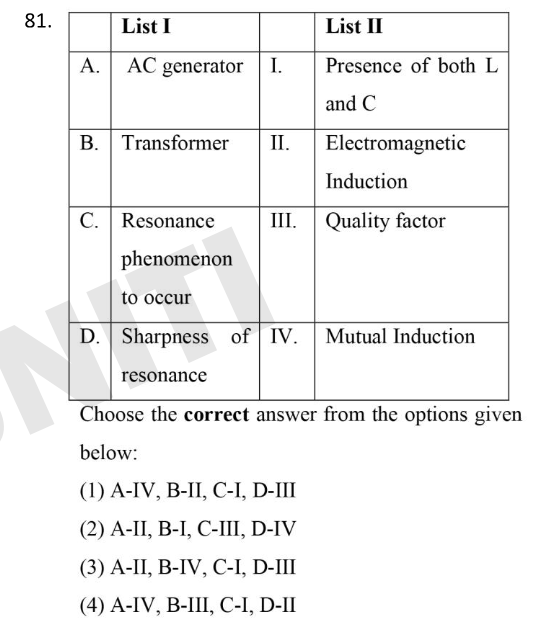 81.
List I List II
A. AC generator I. Presence of both L
and C
B. Transformer II. Electromagnetic
Induction
C. Resonance III. Quality factor
phenomenon
to occur
D. Sharpness of IV. Mutual Induction
resonance
Choose the correct answer from the options given
below:
(1) A-IV, B-II, C-I, D-III
(2) A-II, B-I, C-III, D-IV
(3) A-II, B-IV, C-I, D-III
(4) A-IV, B-III, C-I, D-II